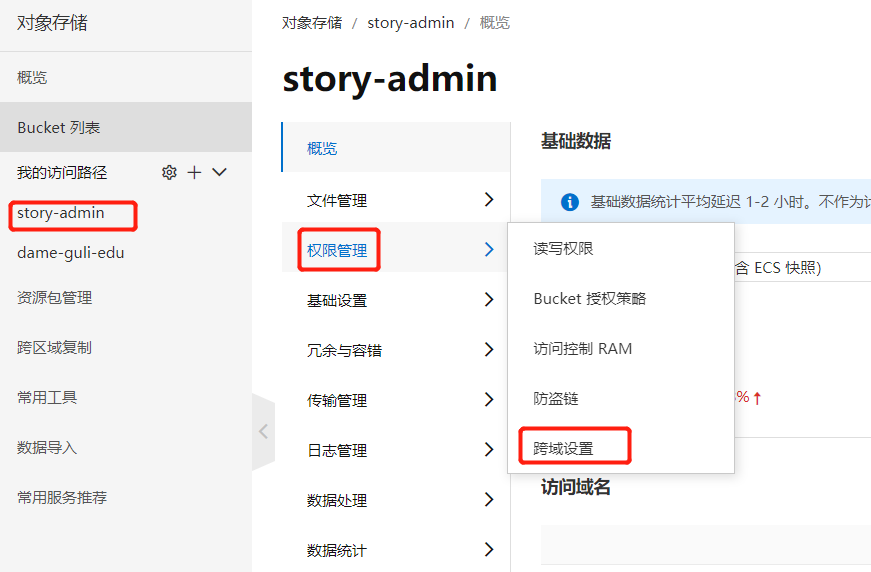 对象存储
概览
Bucket 列表
我的访问路径
story-admin
dame-guli-edu
资源包管理
跨区域复制
常用工具
数据导入
常用服务推荐
对象存储 / story-admin / 概览
story-admin
概览
文件管理
权限管理
基础设置
冗余与容错
传输管理
日志管理
数据处理
数据统计
读写权限
Bucket 授权策略
访问控制 RAM
防盗链
跨域设置
基础数据
基础数据统计平均延迟 1-2 小时。不作为
含 ECS 快照)
%
访问域名